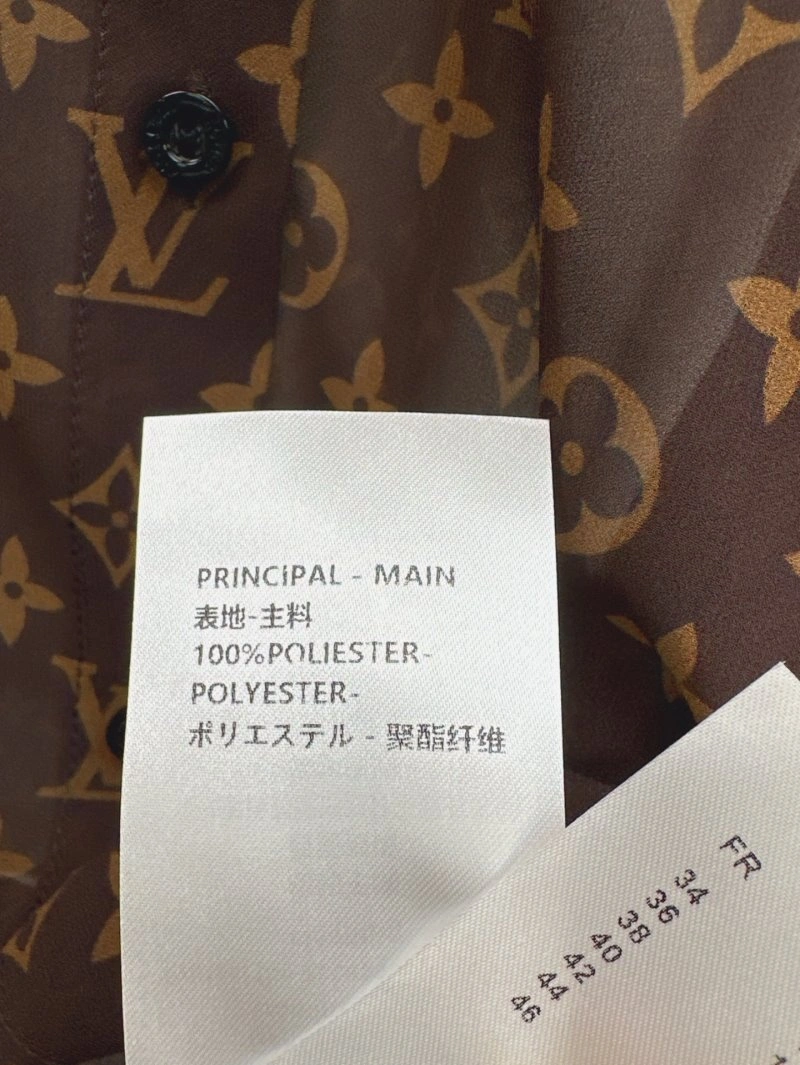 PRINCIPAL - MAIN
表地-主料
100%POLIESTER-
POLYESTER-
ポリエステル - 聚酯纤维
FR
34
36
38
40
42
44
46